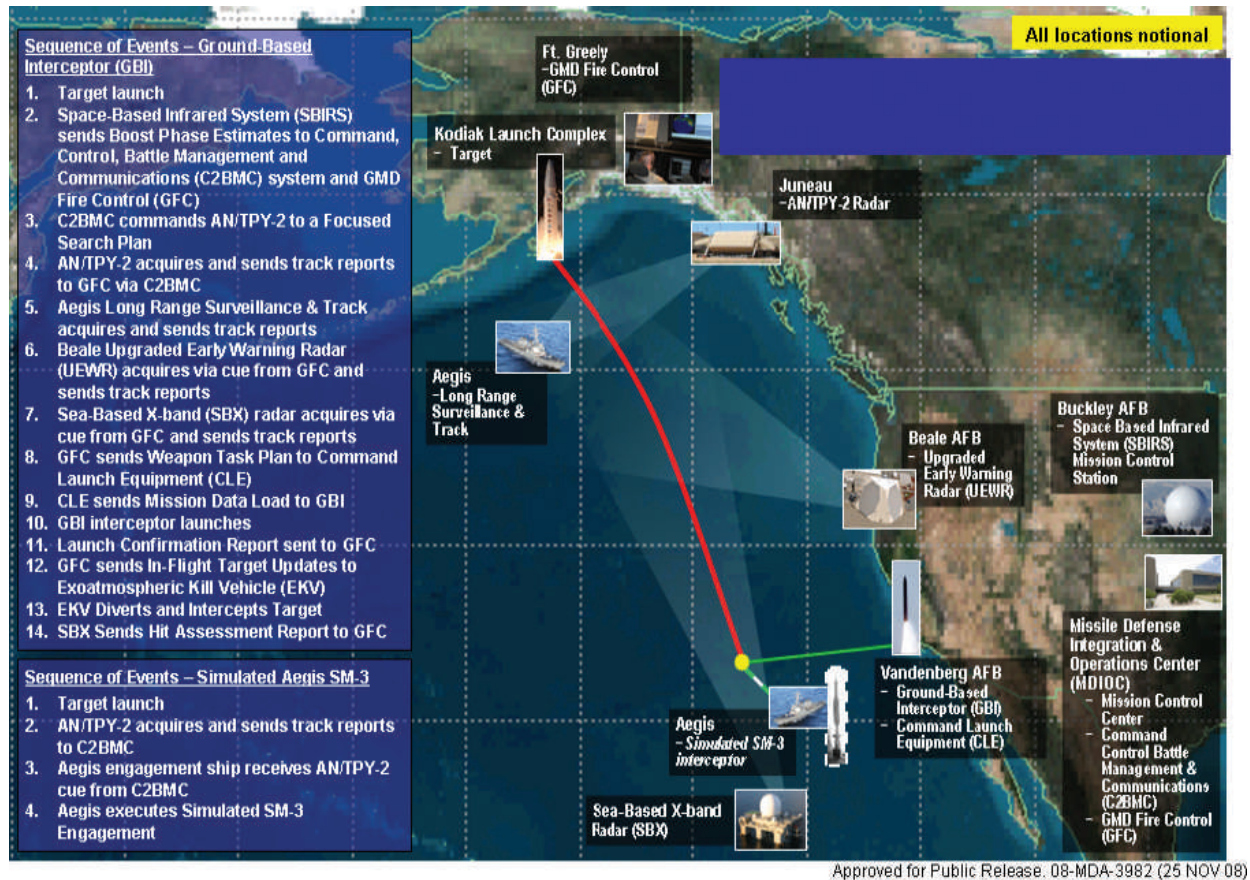 Sequence of Events – Ground-Based
Interceptor (GBI)
1. Target launch
2. Space-Based Infrared System (SBIRS)
sends Boost Phase Estimates to Command,
Control, Battle Management and
Communications (C2BMC) system and GMD
Fire Control (GFC)
3. C2BMC commands AN/TPY-2 to a Focused
Search Plan
4. AN/TPY-2 acquires and sends track reports
to GFC via C2BMC
5. Aegis Long Range Surveillance & Track
acquires and sends track reports
6. Beale Upgraded Early Warning Radar
(UEWR) acquires via cue from GFC and
sends track reports
7. Sea-Based X-band (SBX) radar acquires via
cue from GFC and sends track reports
8. GFC sends Weapon Task Plan to Command
Launch Equipment (CLE)
9. CLE sends Mission Data Load to GBI
10. GBI interceptor launches
11. Launch Confirmation Report sent to GFC
12. GFC sends In-Flight Target Updates to
Exoatmospheric Kill Vehicle (EKV)
13. EKV Diverts and Intercepts Target
14. SBX Sends Hit Assessment Report to GFC
Sequence of Events – Simulated Aegis SM-3
1. Target launch
2. AN/TPY-2 acquires and sends track reports
to C2BMC
3. Aegis engagement ship receives AN/TPY-2
cue from C2BMC
4. Aegis executes Simulated SM-3
Engagement
All locations notional
Ft. Greely
–GMD Fire Control
(GFC)
Kodiak Launch Complex
– Target
Juneau
–AN/TPY-2 Radar
Aegis
–Long Range
Surveillance &
Track
Beale AFB
– Upgraded
Early Warning
Radar (UEWR)
Buckley AFB
– Space Based Infrared
System (SBIRS)
Mission Control
Station
Vandenberg AFB
– Ground-Based
Interceptor (GBI)
– Command Launch
Equipment (CLE)
Missile Defense
Integration &
Operations Center
(MDIOC)
– Mission Control
Center
– Command
Control Battle
Management &
Communications
(C2BMC)
– GMD Fire Control
(GFC)
Aegis
– Simulated SM-3
interceptor
Sea-Based X-band
Radar (SBX)
Approved for Public Release. 08-MDA-3982 (25 NOV 08)